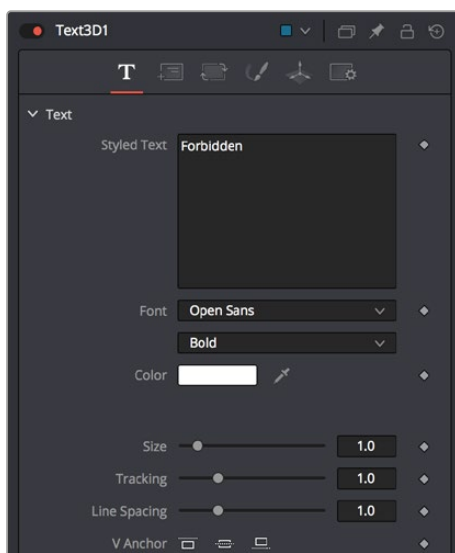 Text3D1
T
Text
Styled Text Forbidden
Font Open Sans
Bold
Color
Size 1.0
Tracking 1.0
Line Spacing 1.0
V Anchor